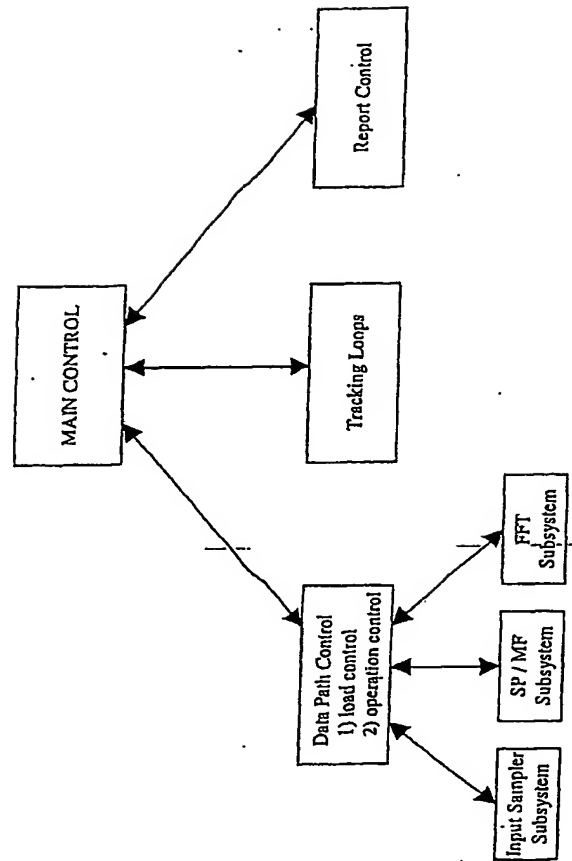 MAIN CONTROL
Data Path Control
1) load control
2) operation control
Tracking Loops
Report Control
Input Sampler
Subsystem
SP / MF
Subsystem
FFT
Subsystem